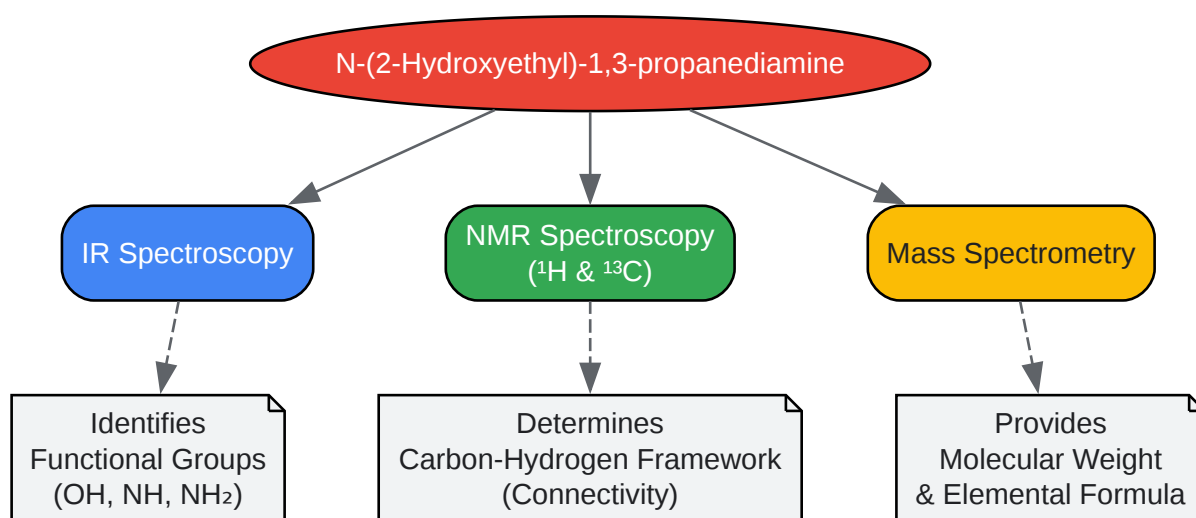 N-(2-Hydroxyethyl)-1,3-propanediamine
IR Spectroscopy
NMR Spectroscopy
(¹H & ¹³C)
Mass Spectrometry
Identifies
Functional Groups
(OH, NH, NH₂)
Determines
Carbon-Hydrogen Framework
(Connectivity)
Provides
Molecular Weight
& Elemental Formula